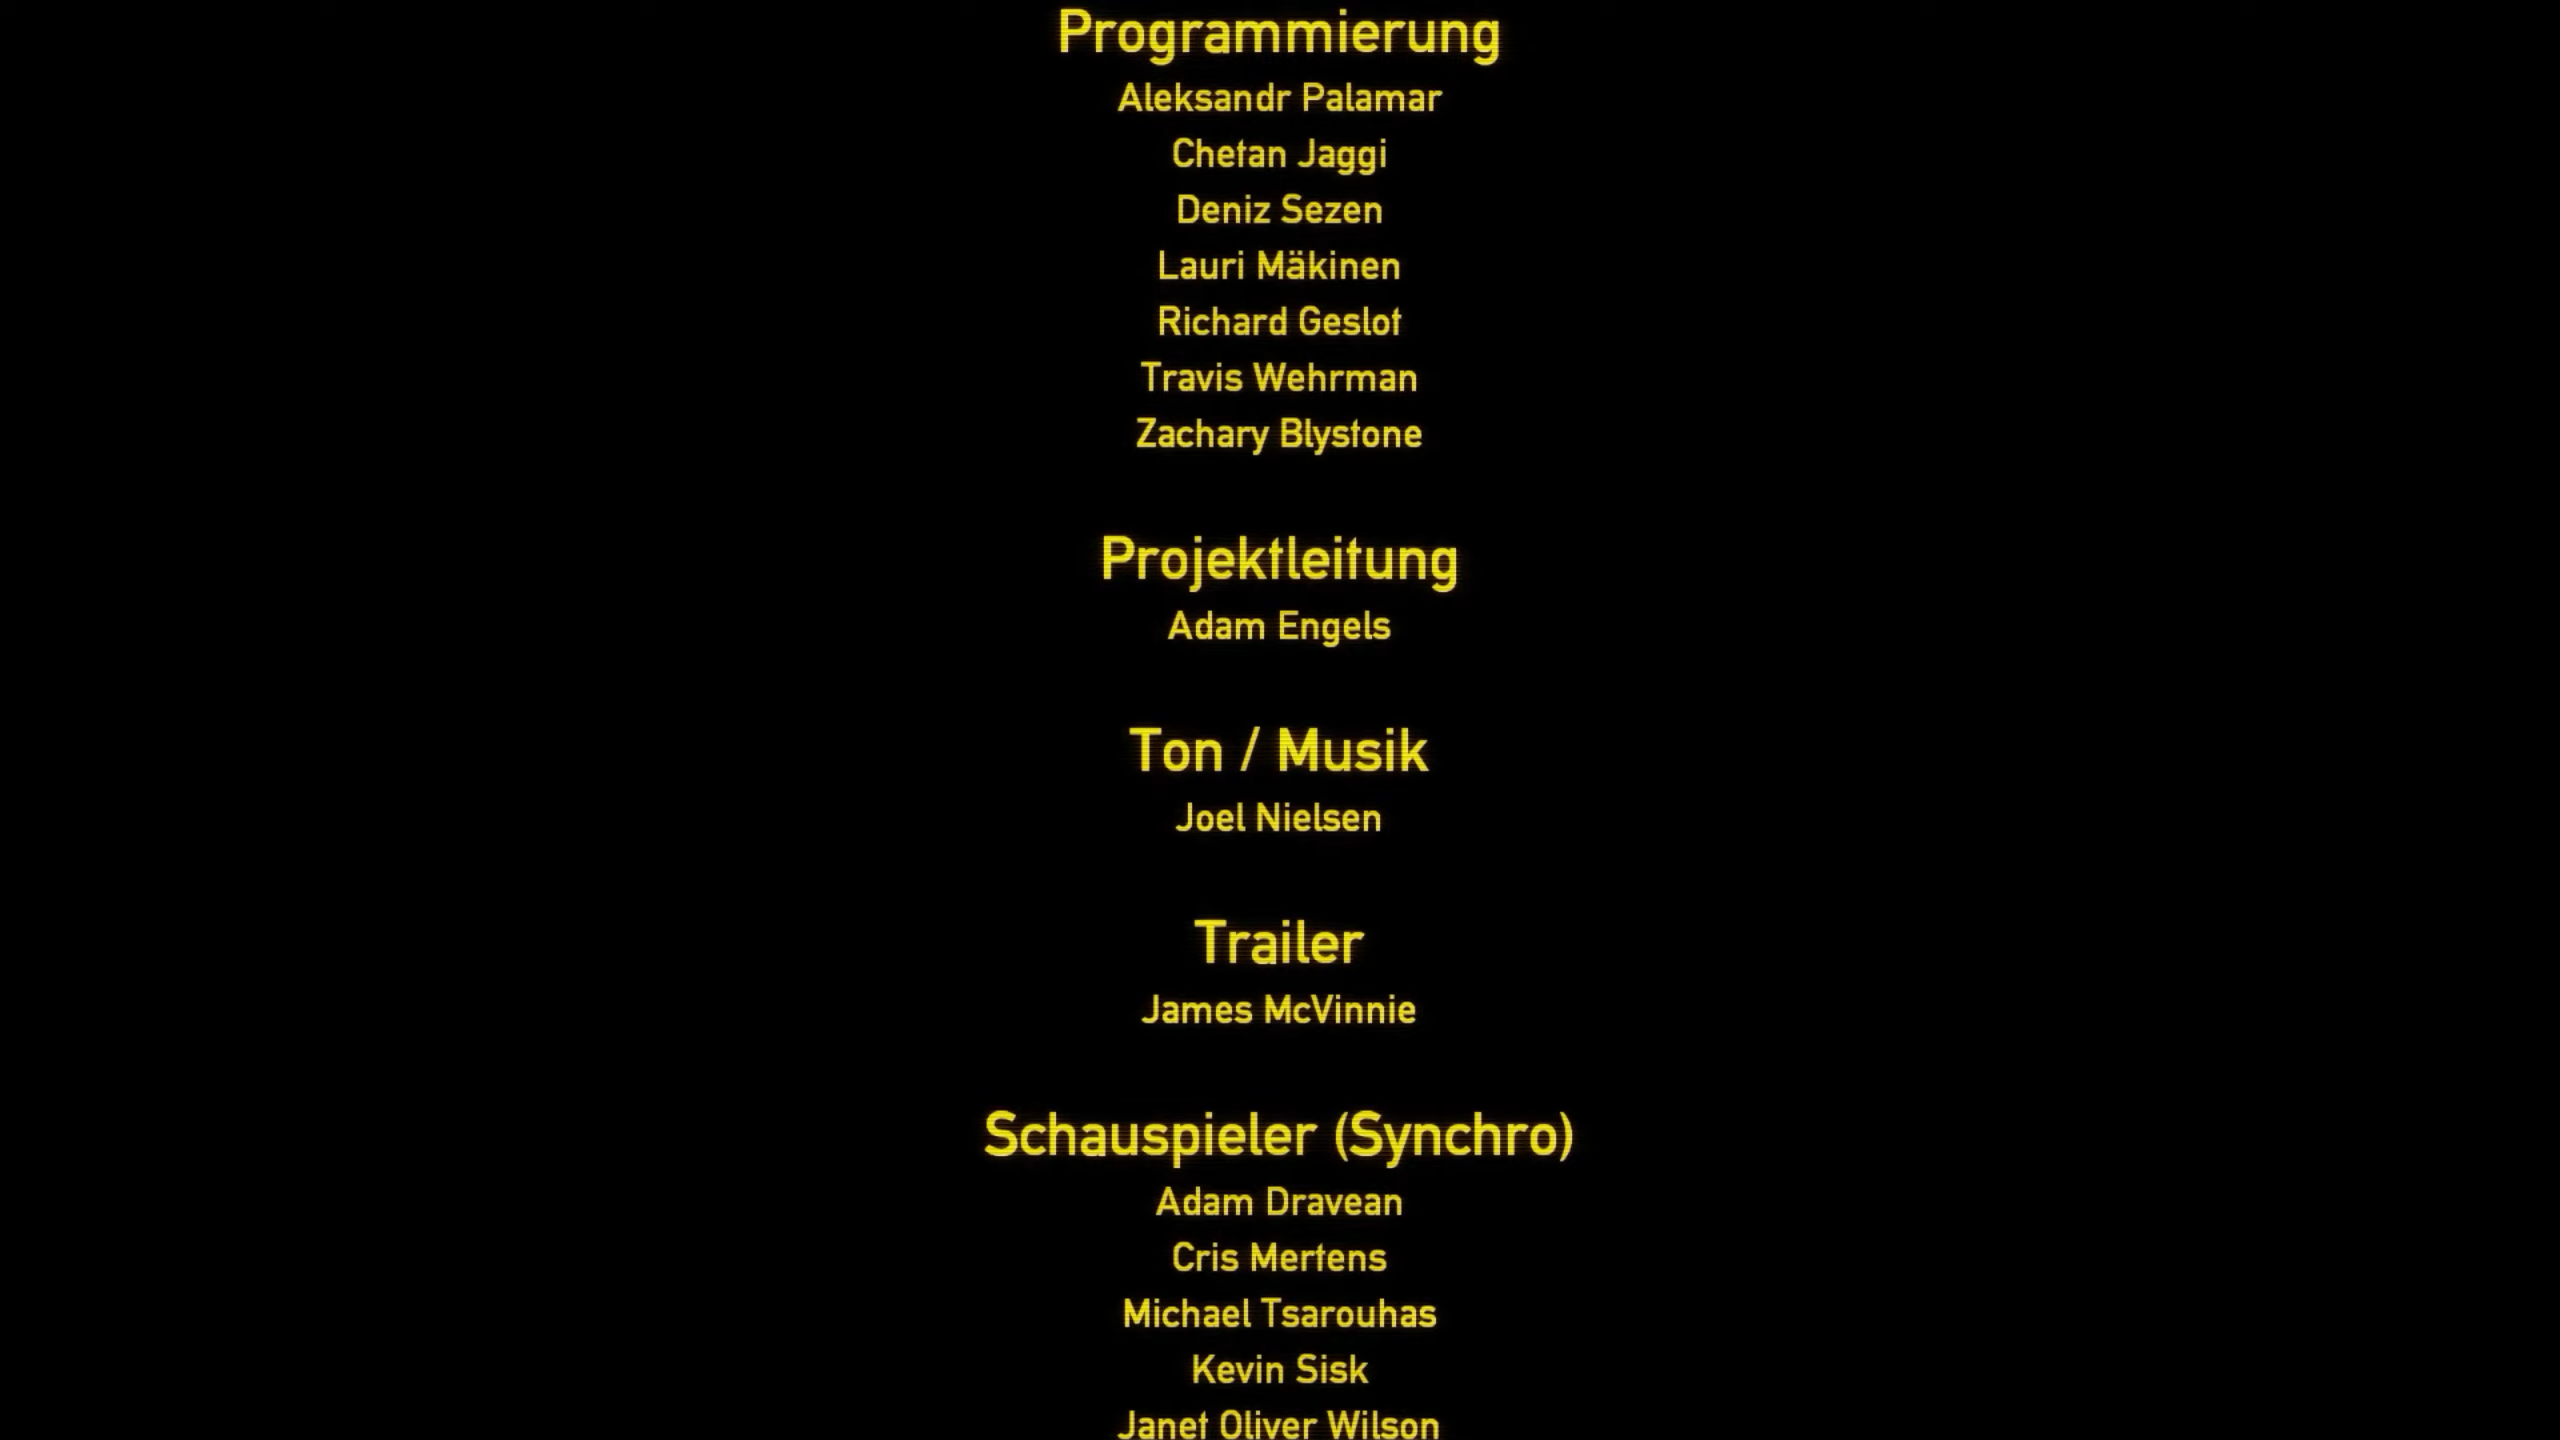 Programmierung
Aleksandr Palamar
Chetan Jaggi
Deniz Sezen
Lauri Mäkinen
Richard Geslot
Travis Wehrman
Zachary Blystone
Projektleitung
Adam Engels
Ton / Musik
Joel Nielsen
Trailer
James McVinnie
Schauspieler (Synchro)
Adam Dravean
Cris Mertens
Michael Tsarouhas
Kevin Sisk
Janet Oliver Wilson